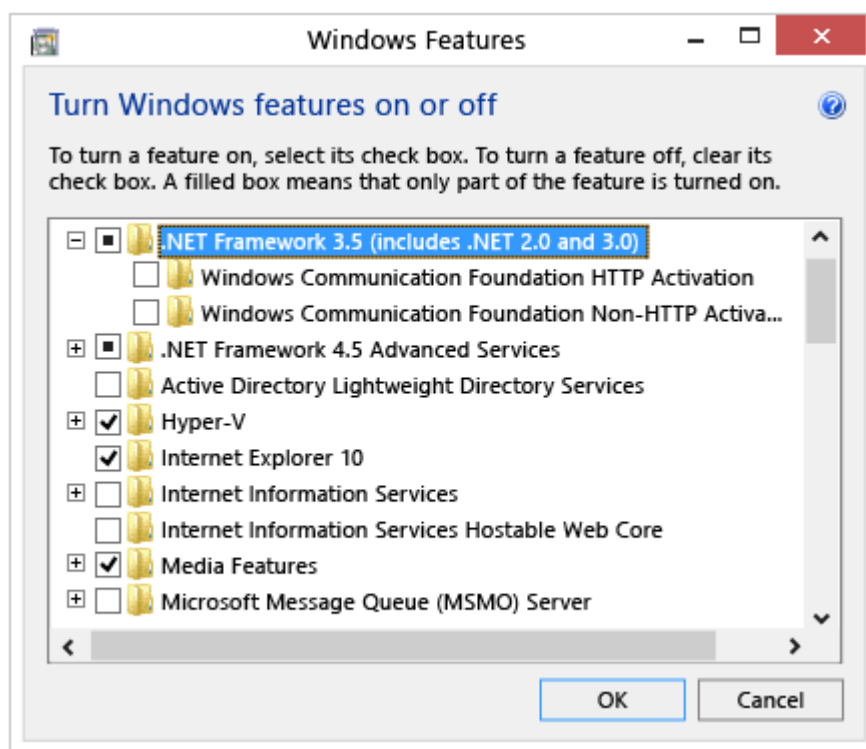 Windows Features
Turn Windows features on or off
To turn a feature on, select its check box. To turn a feature off, clear its
check box. A filled box means that only part of the feature is turned on.
.NET Framework 3.5 (includes .NET 2.0 and 3.0)
Windows Communication Foundation HTTP Activation
Windows Communication Foundation Non-HTTP Activa...
.NET Framework 4.5 Advanced Services
Active Directory Lightweight Directory Services
Hyper-V
Internet Explorer 10
Internet Information Services
Internet Information Services Hostable Web Core
Media Features
Microsoft Message Queue (MSMO) Server
OK
Cancel